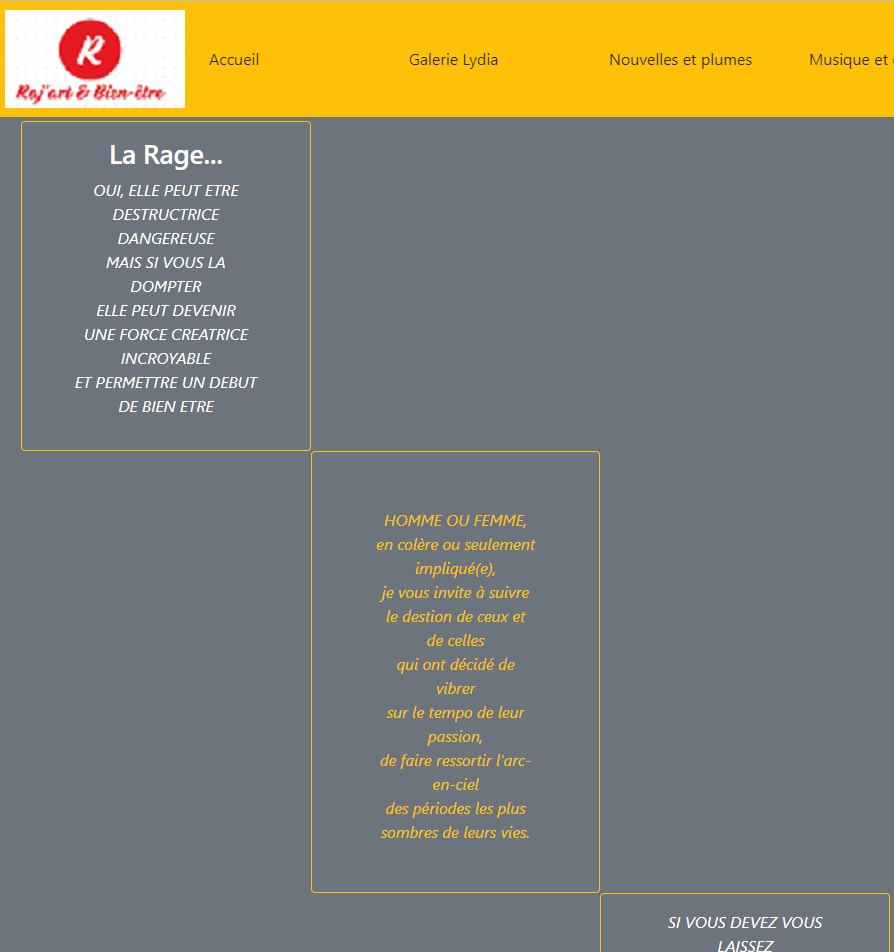 R
Raj'art & Bien-être
Accueil
Galerie Lydia
Nouvelles et plumes
Musique et
La Rage...
OUI, ELLE PEUT ETRE
DESTRUCTRICE
DANGEREUSE
MAIS SI VOUS LA
DOMPTER
ELLE PEUT DEVENIR
UNE FORCE CREATRICE
INCROYABLE
ET PERMETTRE UN DEBUT
DE BIEN ETRE
HOMME OU FEMME,
en colère ou seulement
impliqué(e),
je vous invite à suivre
le destion de ceux et
de celles
qui ont décidé de
vibrer
sur le tempo de leur
passion,
de faire ressortir l'arc-
en-ciel
des périodes les plus
sombres de leurs vies.
SI VOUS DEVEZ VOUS
LAISSEZ